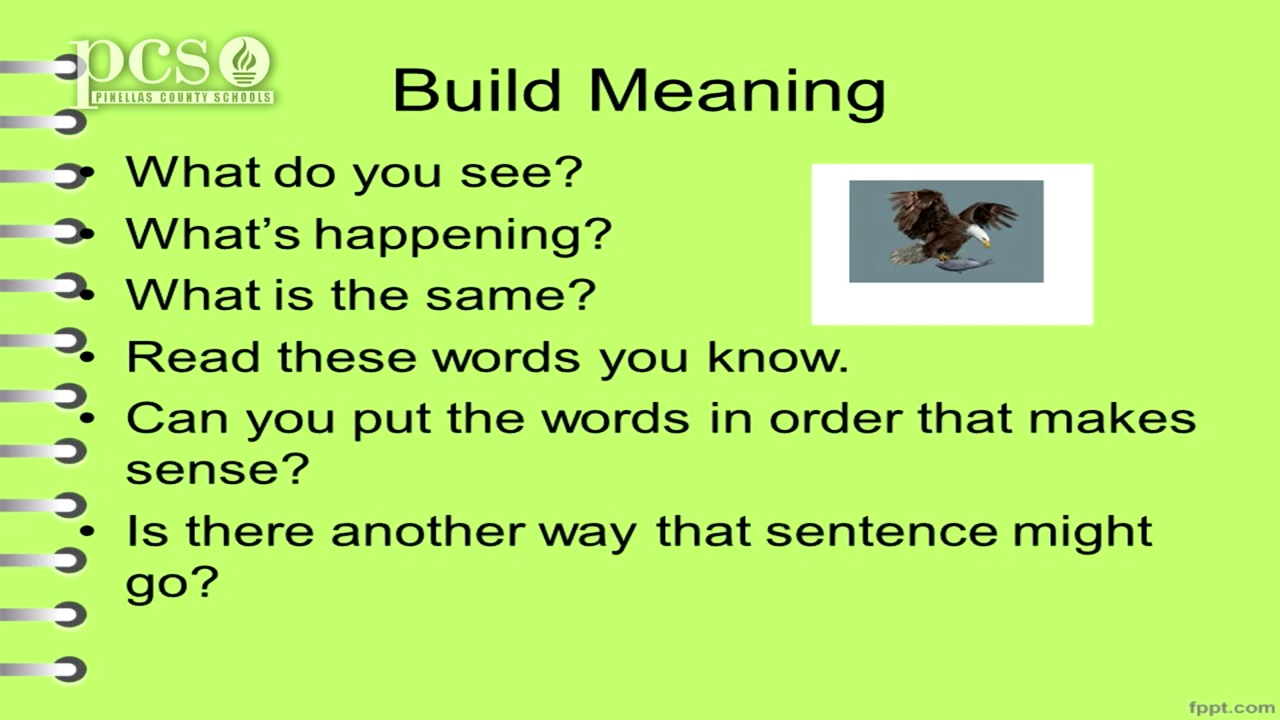 pcs
PINELLAS COUNTY SCHOOLS
Build Meaning
• What do you see?
• What’s happening?
• What is the same?
• Read these words you know.
• Can you put the words in order that makes
sense?
• Is there another way that sentence might
go?
fppt.com